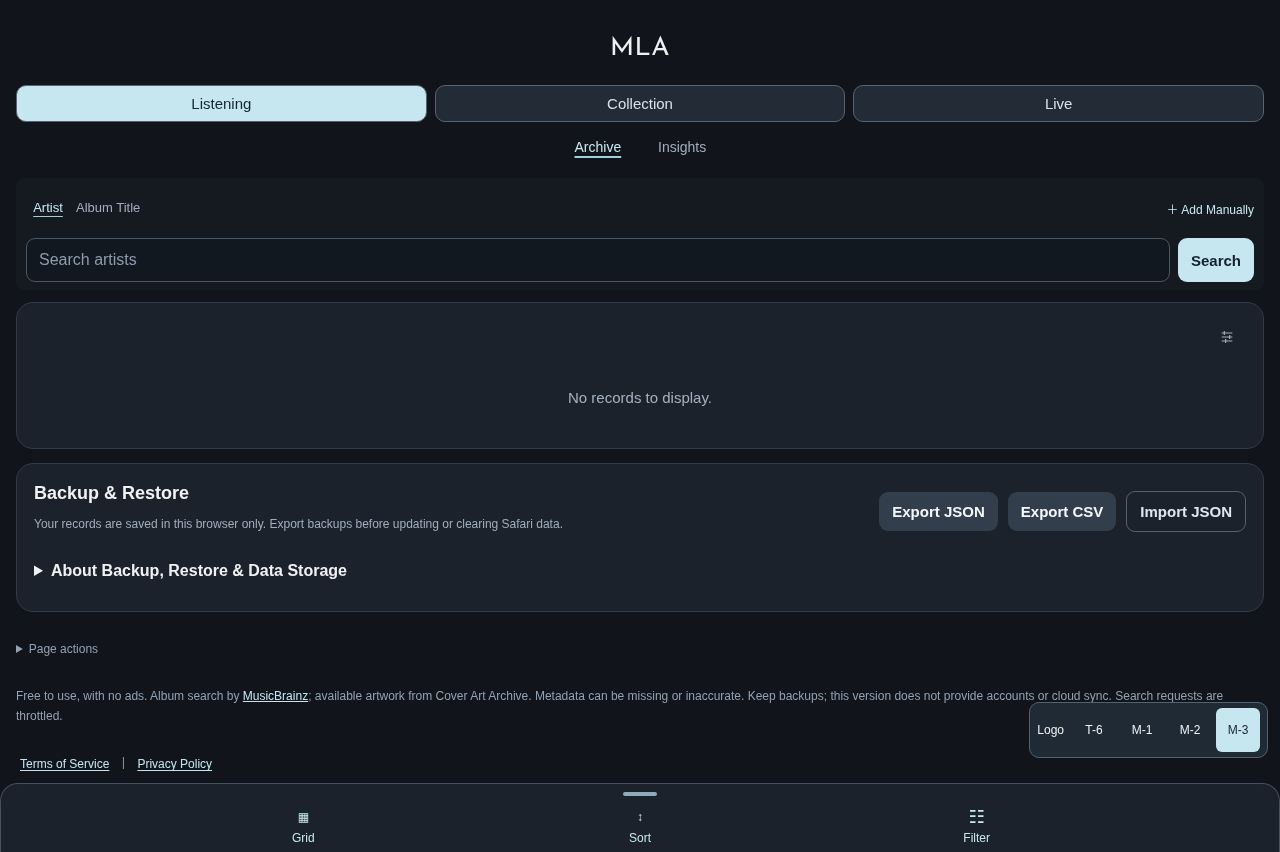 MLA
Listening
Collection
Live
Archive
Insights
Artist
Album Title
Add Manually
Search artists
Search
No records to display.
Backup & Restore
Your records are saved in this browser only. Export backups before updating or clearing Safari data.
Export JSON
Export CSV
Import JSON
About Backup, Restore & Data Storage
Page actions
Free to use, with no ads. Album search by MusicBrainz; available artwork from Cover Art Archive. Metadata can be missing or inaccurate. Keep backups; this version does not provide accounts or cloud sync. Search requests are
throttled.
Logo
T-6
M-1
M-2
M-3
Terms of Service
Privacy Policy
Grid
Sort
Filter